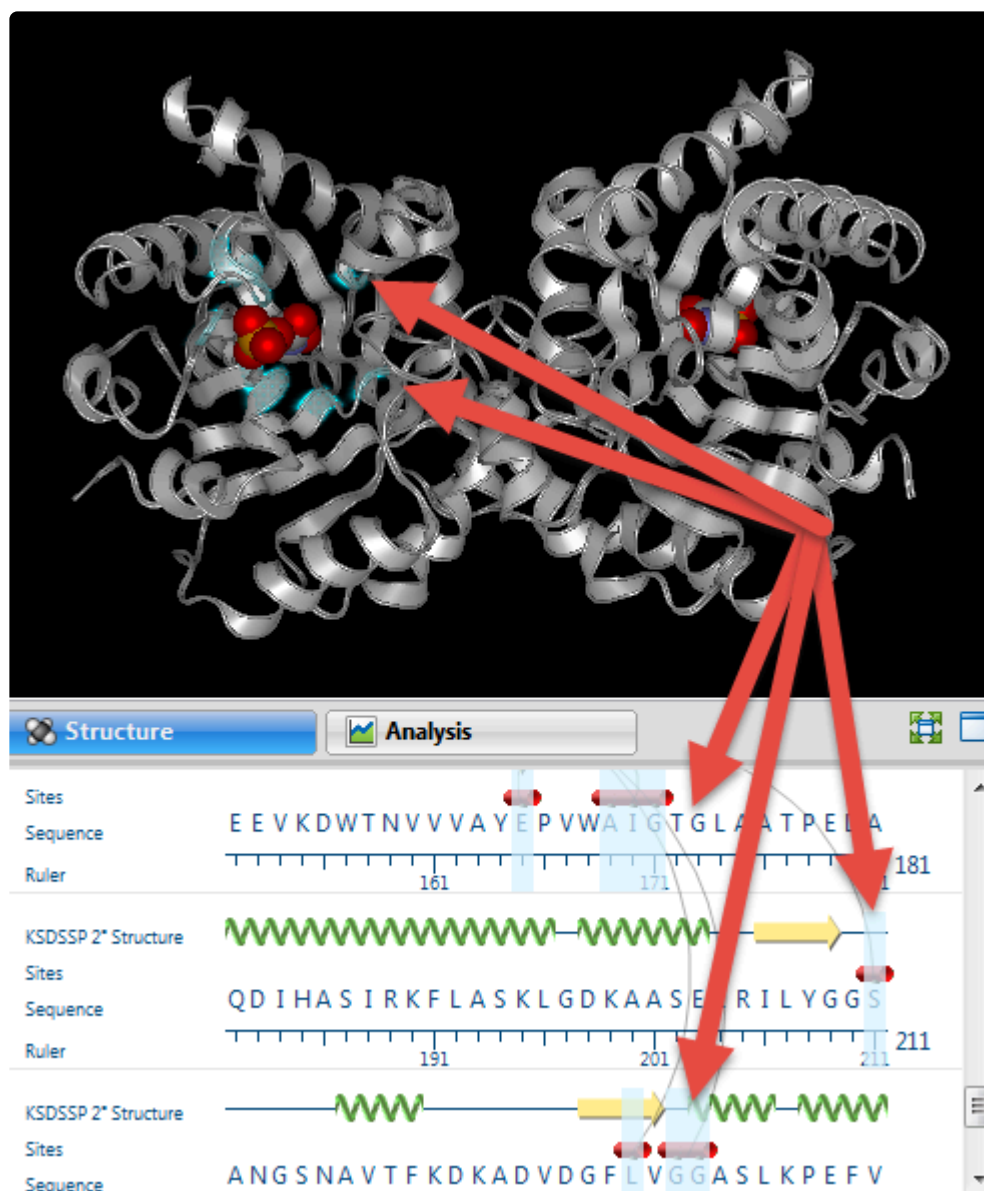 Structure
Analysis
Sites
Sequence E E V K D W T N V V V A Y E P V W A I G T G L A A T P E D A
Ruler 161 171 181
KSDSSP 2° Structure
Sites
Sequence Q D I H A S I R K F L A S K L G D K A A S E R I L Y G G S
Ruler 191 201 211 211
KSDSSP 2° Structure
Sites
Sequence A N G S N A V T F K D K A D V D G F L V G G A S L K P E F V